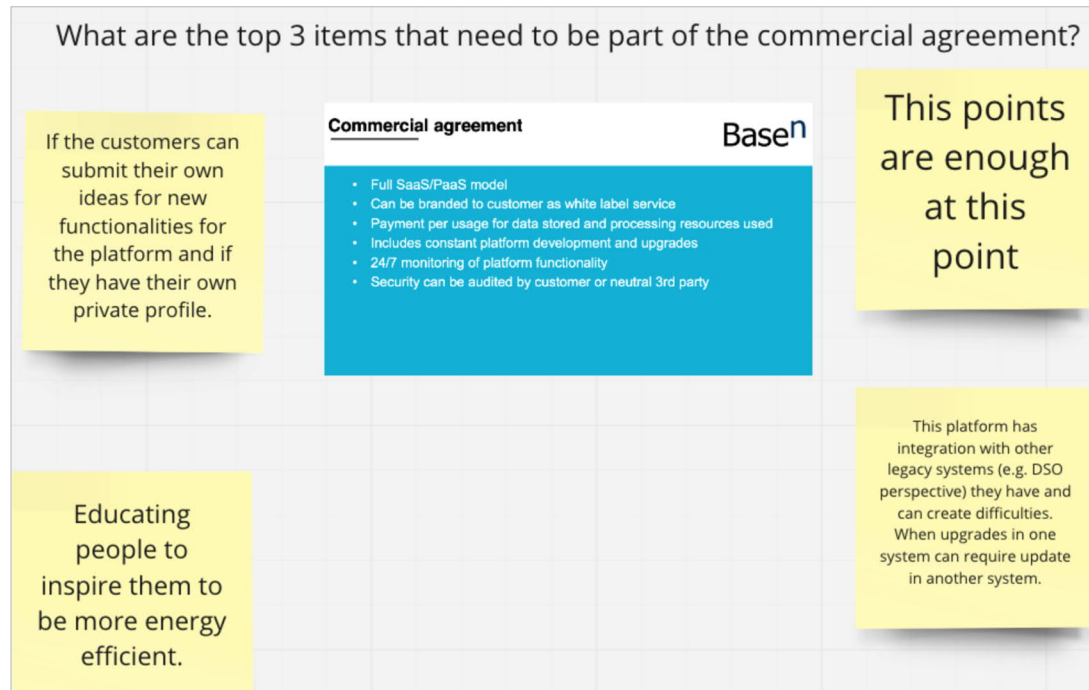 What are the top 3 items that need to be part of the commercial agreement?
If the customers can
submit their own
ideas for new
functionalities for
the platform and if
they have their own
private profile.
Commercial agreement
Baseⁿ
• Full SaaS/PaaS model
• Can be branded to customer as white label service
• Payment per usage for data stored and processing resources used
• Includes constant platform development and upgrades
• 24/7 monitoring of platform functionality
• Security can be audited by customer or neutral 3rd party
This points
are enough
at this
point
This platform has
integration with other
legacy systems (e.g. DSO
perspective) they have and
can create difficulties.
When upgrades in one
system can require update
in another system.
Educating
people to
inspire them to
be more energy
efficient.